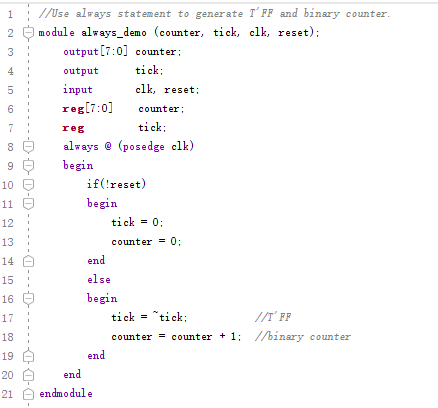 1 //Use always statement to generate T'FF and binary counter.
2 module always_demo (counter, tick, clk, reset);
3 output[7:0] counter;
4 output tick;
5 input clk, reset;
6 reg[7:0] counter;
7 reg tick;
8 always @ (posedge clk)
9 begin
10 if(!reset)
11 begin
12 tick = 0;
13 counter = 0;
14 end
15 else
16 begin
17 tick = ~tick; //T'FF
18 counter = counter + 1; //binary counter
19 end
20 end
21 endmodule